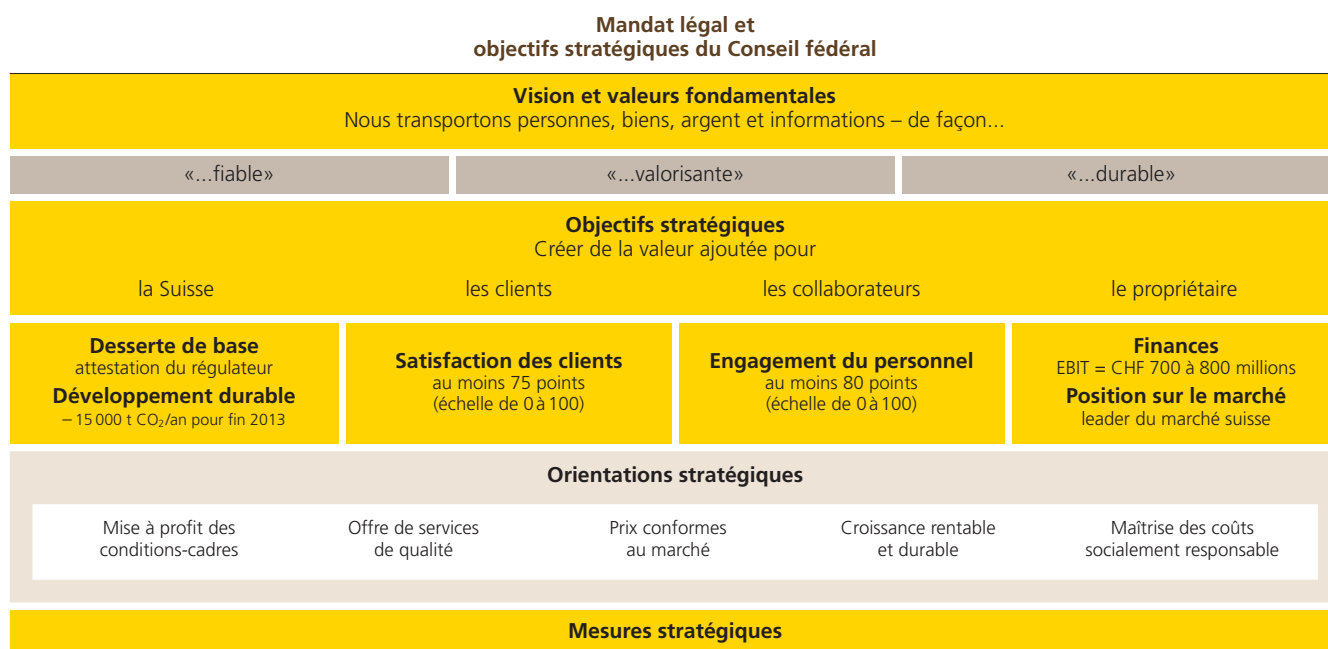 Mandat légal et
objectifs stratégiques du Conseil fédéral
Vision et valeurs fondamentales
Nous transportons personnes, biens, argent et informations – de façon...
«...fiable»
«...valorisante»
«...durable»
Objectifs stratégiques
Créer de la valeur ajoutée pour
la Suisse
les clients
les collaborateurs
le propriétaire
Desserte de base
attestation du régulateur
Développement durable
– 15 000 t CO₂/an pour fin 2013
Satisfaction des clients
au moins 75 points
(échelle de 0 à 100)
Engagement du personnel
au moins 80 points
(échelle de 0 à 100)
Finances
EBIT = CHF 700 à 800 millions
Position sur le marché
leader du marché suisse
Orientations stratégiques
Mise à profit des
conditions-cadres
Offre de services
de qualité
Prix conformes
au marché
Croissance rentable
et durable
Maîtrise des coûts
socialement responsable
Mesures stratégiques